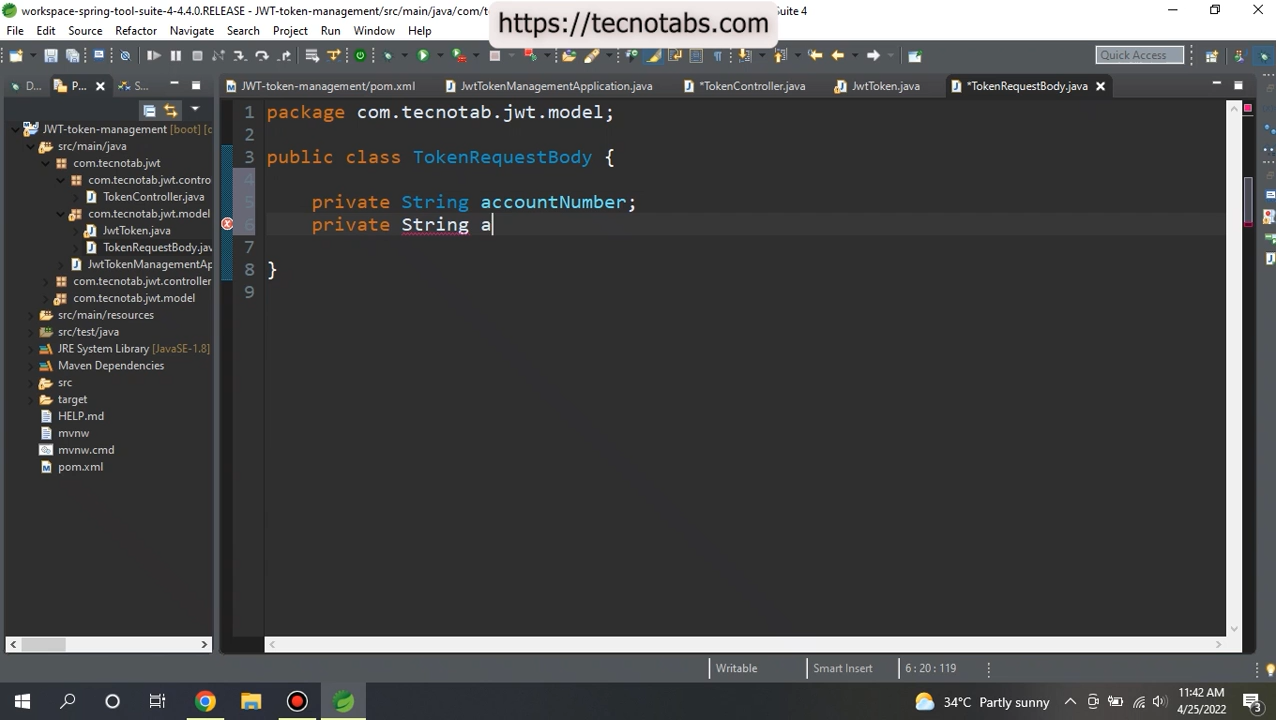 workspace-spring-tool-suite-4-4.4.0.RELEASE - JWT-token-management/src/main/java/com/t
https://tecnotabs.com
Suite 4
File Edit Source Refactor Navigate Search Project Run Window Help
Quick Access
D...
P...
S...
JWT-token-management/pom.xml
JwtTokenManagementApplication.java
*TokenController.java
JwtToken.java
*TokenRequestBody.java
JWT-token-management [boot] [c
src/main/java
com.tecnotab.jwt
com.tecnotab.jwt.contro
TokenController.java
com.tecnotab.jwt.model
JwtToken.java
TokenRequestBody.jav
JwtTokenManagementAp
com.tecnotab.jwt.controller
com.tecnotab.jwt.model
src/main/resources
src/test/java
JRE System Library [JavaSE-1.8]
Maven Dependencies
src
target
HELP.md
mvnw
mvnw.cmd
pom.xml
1 package com.tecnotab.jwt.model;
2
3 public class TokenRequestBody {
4
5 private String accountNumber;
6 private String a
7
8 }
9
Writable
Smart Insert
6 : 20 : 119
34°C Partly sunny
11:42 AM
4/25/2022
3